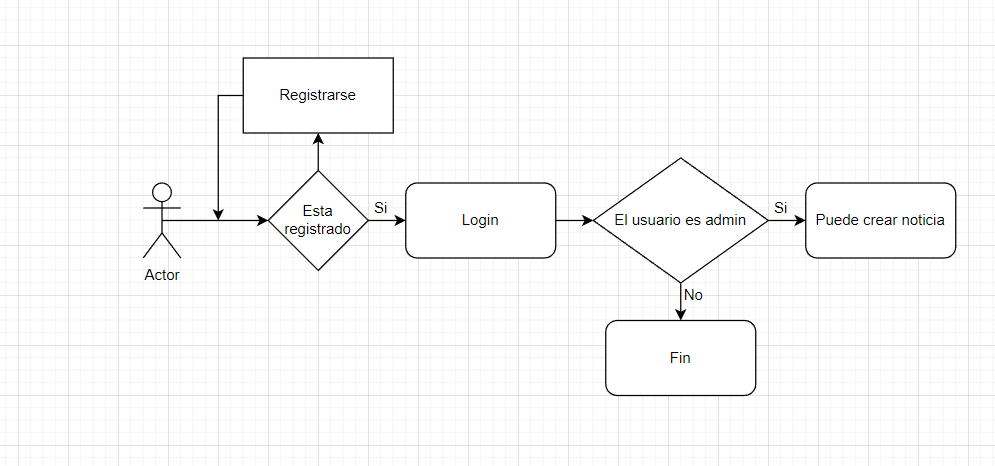 Registrarse
Esta
registrado
Si
Login
El usuario es admin
Si
Puede crear noticia
Actor
No
Fin